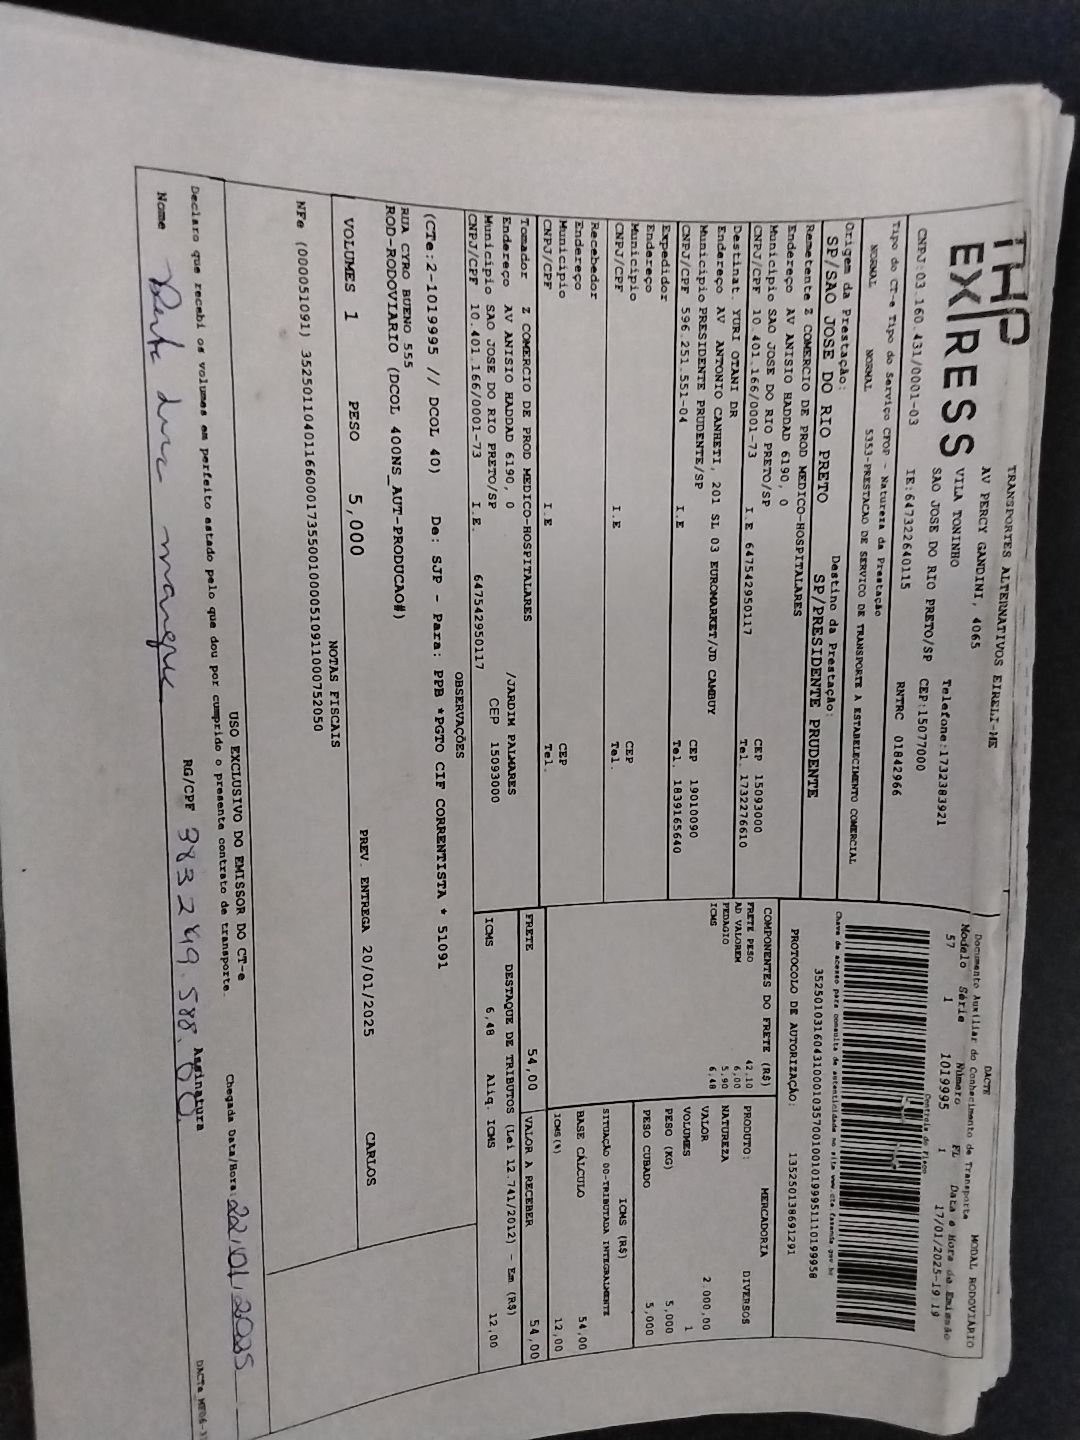 THP
EXPRESS
TRANSPORTES ALTERNATIVOS EIRELI-ME
AV PERCY GANDINI, 4065
VILA TONINHO Telefone:1732383921
SAO JOSE DO RIO PRETO/SP CEP:15077000
CNPJ:03.160.431/0001-03 IE:647322640115 RNTRC 01842966
DACTE
Documento Auxiliar do Conhecimento de Transporte MODAL RODOVIÁRIO
Modelo Série Número FL Data e Hora de Emissão
57 1 1019995 1 17/01/2025-19:19
Controle do Fisco
Chave de acesso para consulta de autenticidade no site www.cte.fazenda.gov.br
35250103160431000103570010010199951110199958
PROTOCOLO DE AUTORIZAÇÃO: 135250138691291
Tipo do CT-e Tipo do Serviço CFOP - Natureza da Prestação
NORMAL NORMAL 5353-PRESTACAO DE SERVICO DE TRANSPORTE A ESTABELECIMENTO COMERCIAL
Origem da Prestação: Destino da Prestação:
SP/SAO JOSE DO RIO PRETO SP/PRESIDENTE PRUDENTE
Remetente Z COMERCIO DE PROD MEDICO-HOSPITALARES
Endereço AV ANISIO HADDAD 6190, 0
Município SAO JOSE DO RIO PRETO/SP CEP 15093000
CNPJ/CPF 10.401.166/0001-73 I.E 647542950117 Tel. 1732276610
Destinat. YURI OTANI DR
Endereço AV ANTONIO CANHETI, 201 SL 03 EUROMARKET/JD CAMBUY
Município PRESIDENTE PRUDENTE/SP CEP 19010090
CNPJ/CPF 596.251.551-04 I.E Tel. 1839165640
Expedidor
Endereço
Município CEP
CNPJ/CPF I.E Tel.
Recebedor
Endereço
Município CEP
CNPJ/CPF I.E Tel.
Tomador Z COMERCIO DE PROD MEDICO-HOSPITALARES
Endereço AV ANISIO HADDAD 6190, 0 /JARDIM PALMARES
Município SAO JOSE DO RIO PRETO/SP CEP 15093000
CNPJ/CPF 10.401.166/0001-73 I.E. 647542950117
COMPONENTES DO FRETE (R$)
FRETE PESO 42,10
AD VALOREM 6,00
PEDAGIO 5,90
ICMS 6,48
MERCADORIA
PRODUTO: DIVERSOS
NATUREZA
VALOR 2.000,00
VOLUMES 1
PESO (KG) 5,000
PESO CUBADO 5,000
ICMS (R$)
SITUAÇÃO 00-TRIBUTADA INTEGRALMENTE
BASE CÁLCULO 54,00
ICMS(%) 12,00
FRETE 54,00 VALOR A RECEBER 54,00
DESTAQUE DE TRIBUTOS (Lei 12.741/2012) - Em (R$)
ICMS 6,48 Aliq. ICMS 12,00
OBSERVAÇÕES
(CTe:2-1019995 // DCOL 40) De: SJP - Para: PPB *PGTO CIF CORRENTISTA * 51091
ROD-RODOVIARIO (DCOL 400NS_AUT-PRODUCAO#)
RUA CYRO BUENO 555
VOLUMES 1 PESO 5,000 PREV. ENTREGA 20/01/2025 CARLOS
NOTAS FISCAIS
NFe (000051091) 35250110401166000173550010000510911000752050
USO EXCLUSIVO DO EMISSOR DO CT-e
Declaro que recebi os volumes em perfeito estado pelo que dou por cumprido o presente contrato de transporte. Chegada Data/Hora: 22/01/2025
Nome RG/CPF 383 249.588.00 Assinatura